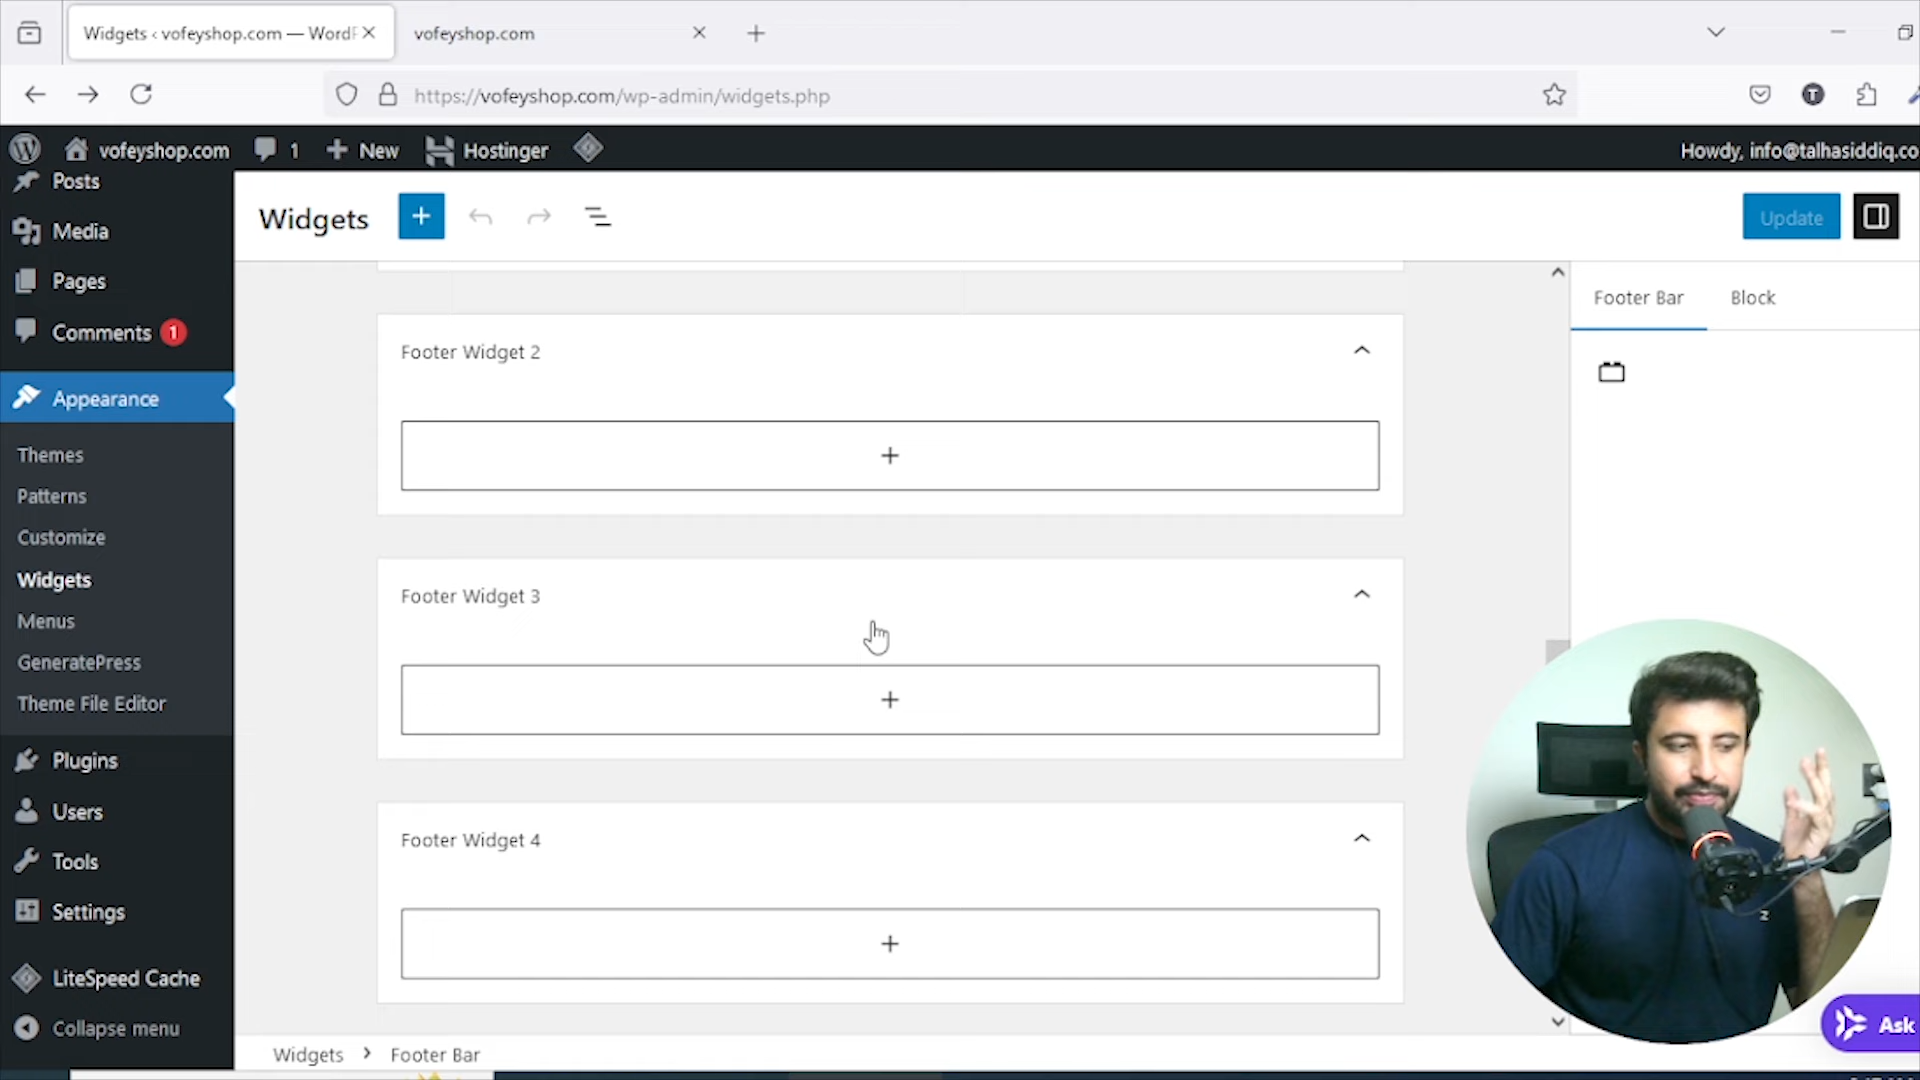 Widgets ‹ vofeyshop.com — WordP
vofeyshop.com
https://vofeyshop.com/wp-admin/widgets.php
vofeyshop.com
1
New
Hostinger
Howdy, info@talhasiddiq.co
Posts
Media
Pages
Comments 1
Appearance
Themes
Patterns
Customize
Widgets
Menus
GeneratePress
Theme File Editor
Plugins
Users
Tools
Settings
LiteSpeed Cache
Collapse menu
Widgets
Update
Footer Bar
Block
Footer Widget 2
Footer Widget 3
Footer Widget 4
Widgets > Footer Bar
T
Z
Ask